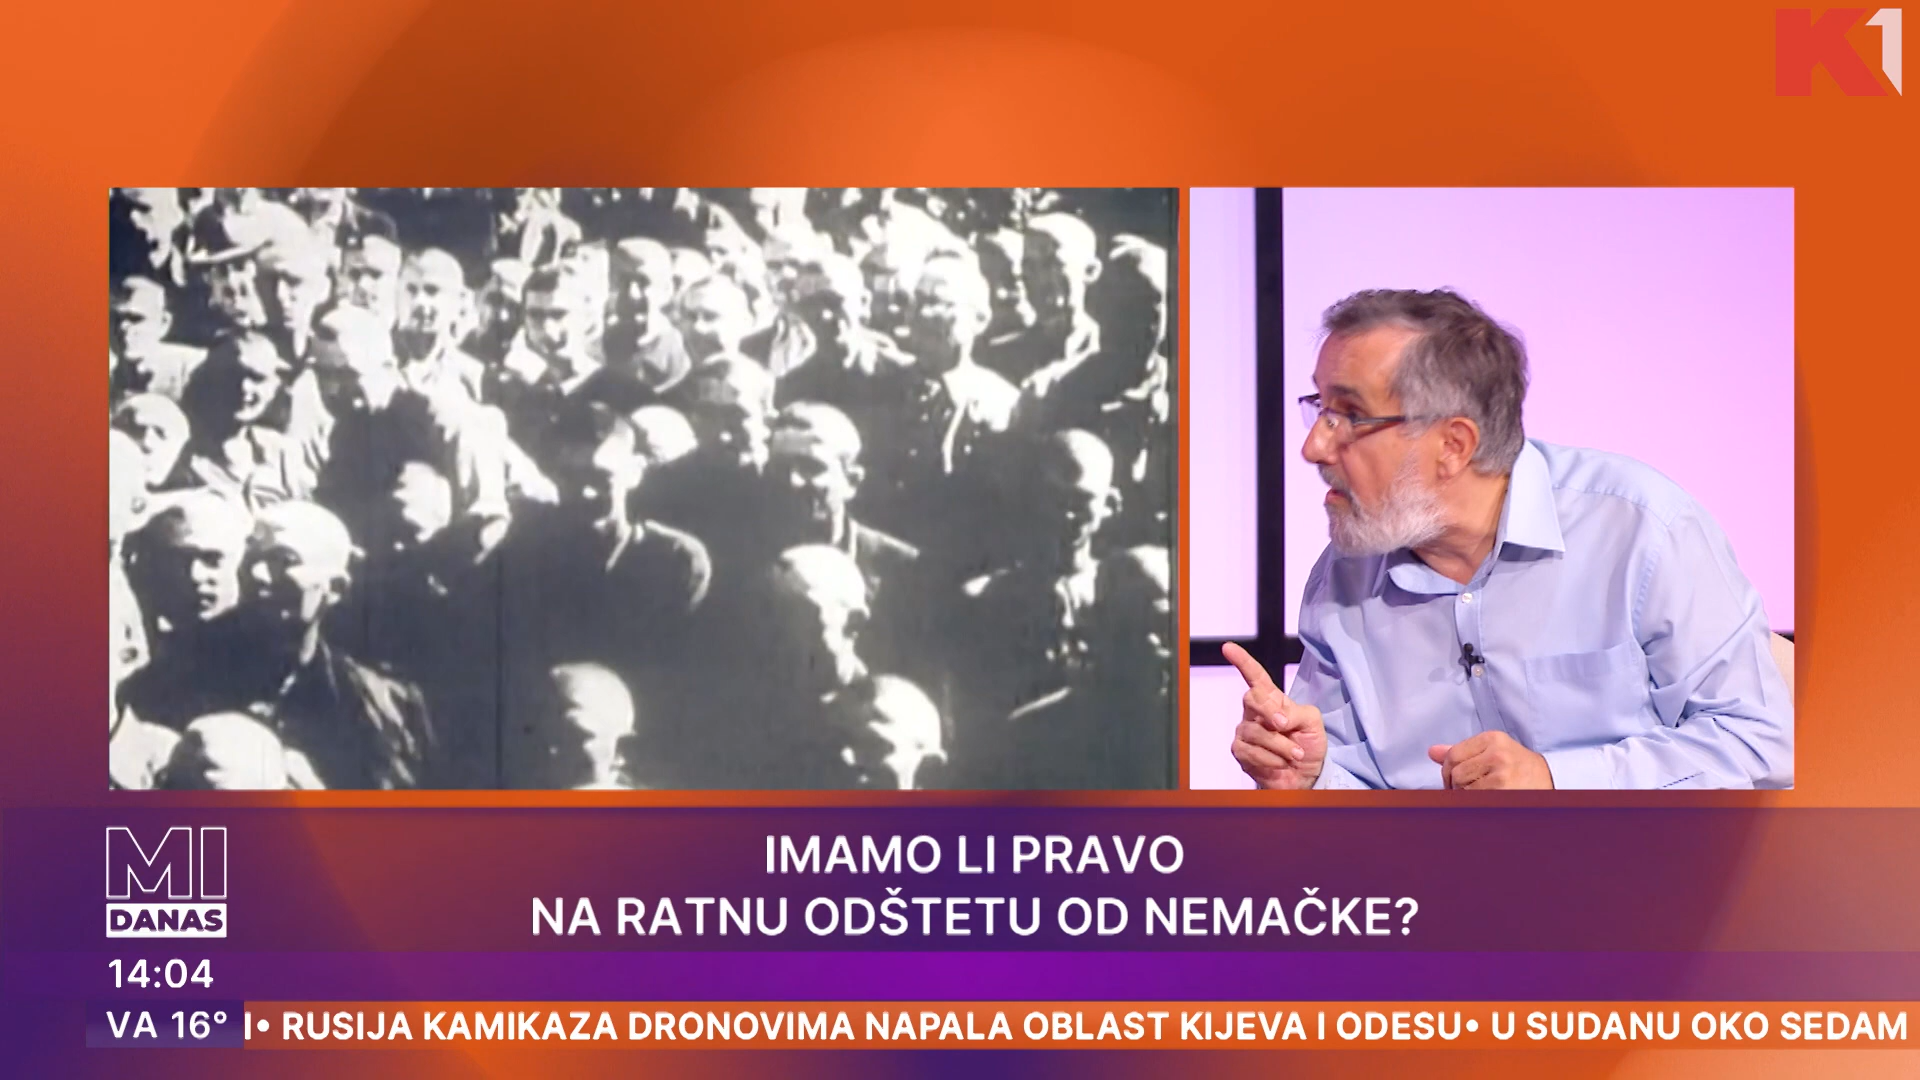 K1
IMAMO LI PRAVO
NA RATNU ODŠTETU OD NEMAČKE?
MI
DANAS
14:04
VA 16° I• RUSIJA KAMIKAZA DRONOVIMA NAPALA OBLAST KIJEVA I ODESU• U SUDANU OKO SEDAM